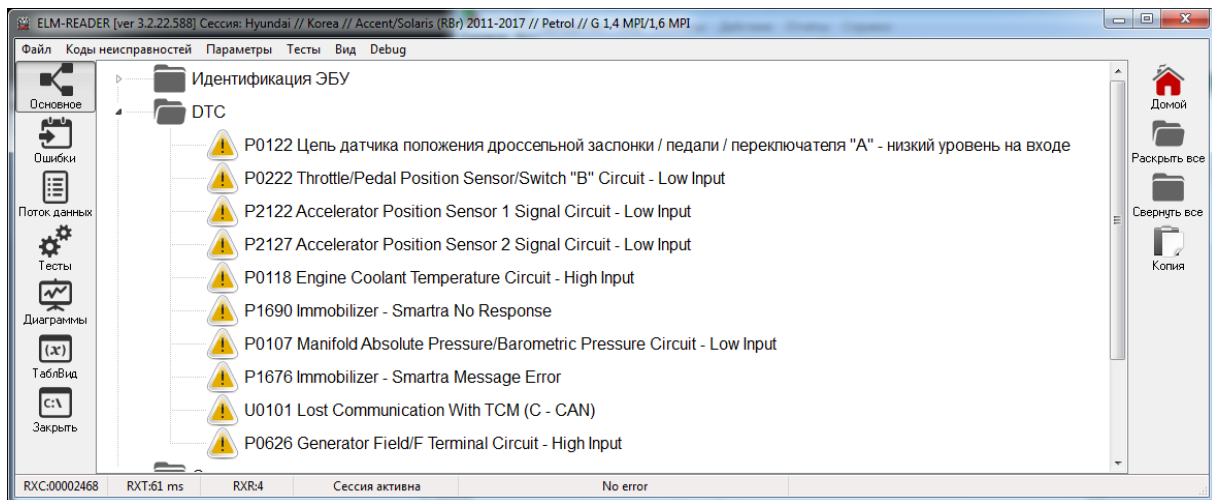 ELM-READER [ver 3.2.22.588] Сессия: Hyundai // Korea // Accent/Solaris (RBr) 2011-2017 // Petrol // G 1,4 MPI/1,6 MPI
Файл Коды неисправностей Параметры Тесты Вид Debug
Основное
Ошибки
Поток данных
Тесты
Диаграммы
(x)
ТаблВид
C:\
Закрыть
Идентификация ЭБУ
DTC
P0122 Цепь датчика положения дроссельной заслонки / педали / переключателя "A" - низкий уровень на входе
P0222 Throttle/Pedal Position Sensor/Switch "B" Circuit - Low Input
P2122 Accelerator Position Sensor 1 Signal Circuit - Low Input
P2127 Accelerator Position Sensor 2 Signal Circuit - Low Input
P0118 Engine Coolant Temperature Circuit - High Input
P1690 Immobilizer - Smartra No Response
P0107 Manifold Absolute Pressure/Barometric Pressure Circuit - Low Input
P1676 Immobilizer - Smartra Message Error
U0101 Lost Communication With TCM (C - CAN)
P0626 Generator Field/F Terminal Circuit - High Input
Домой
Раскрыть все
Свернуть все
Копия
RXC:00002468 RXT:61 ms RXR:4 Сессия активна No error